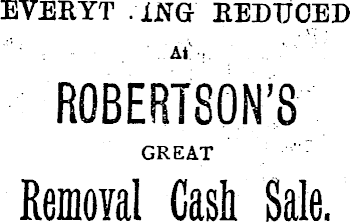 EVERYT ING REDUCED
At
ROBERTSON'S
GREAT
Removal Cash Sale.